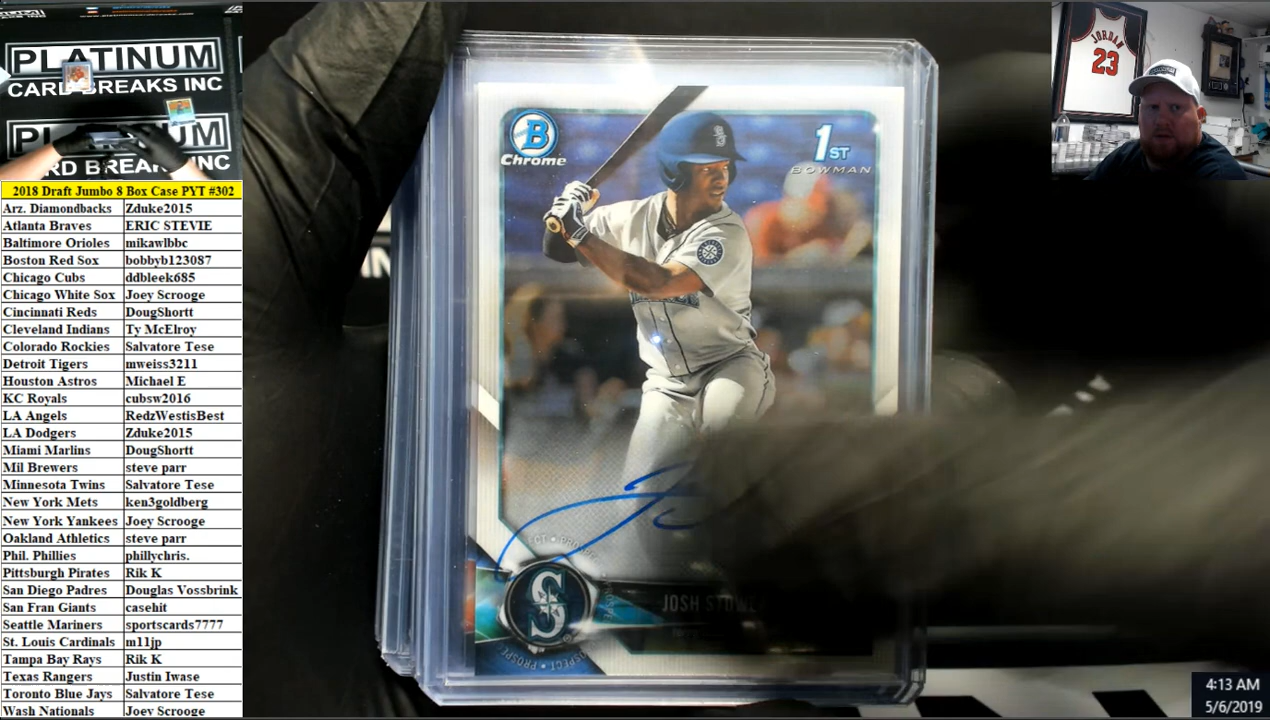 PLATINUM
CARD BREAKS INC
PLATINUM
CARD BREAKS INC
2018 Draft Jumbo 8 Box Case PYT #302
Arz. Diamondbacks Zduke2015
Atlanta Braves ERIC STEVIE
Baltimore Orioles mikawlbbc
Boston Red Sox bobbyb123087
Chicago Cubs ddbleek685
Chicago White Sox Joey Scrooge
Cincinnati Reds DougShortt
Cleveland Indians Ty McElroy
Colorado Rockies Salvatore Tese
Detroit Tigers mweiss3211
Houston Astros Michael E
KC Royals cubsw2016
LA Angels RedzWestisBest
LA Dodgers Zduke2015
Miami Marlins DougShortt
Mil Brewers steve parr
Minnesota Twins Salvatore Tese
New York Mets ken3goldberg
New York Yankees Joey Scrooge
Oakland Athletics steve parr
Phil. Phillies phillychris.
Pittsburgh Pirates Rik K
San Diego Padres Douglas Vossbrink
San Fran Giants casehit
Seattle Mariners sportscards7777
St. Louis Cardinals m11jp
Tampa Bay Rays Rik K
Texas Rangers Justin Iwase
Toronto Blue Jays Salvatore Tese
Wash Nationals Joey Scrooge
B
Chrome
1ST
BOWMAN
JOSH
S
JORDAN
23
4:13 AM
5/6/2019